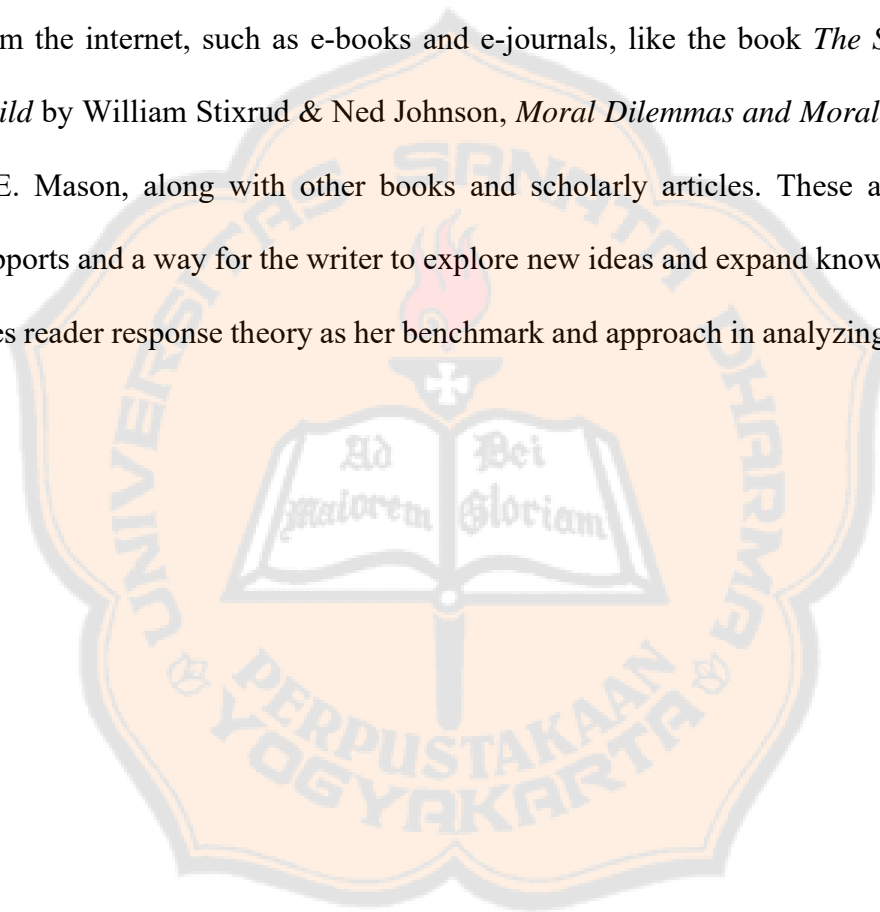 m the internet, such as e-books and e-journals, like the book The S
ild by William Stixrud & Ned Johnson, Moral Dilemmas and Moral
E. Mason, along with other books and scholarly articles. These a
pports and a way for the writer to explore new ideas and expand know
es reader response theory as her benchmark and approach in analyzing
UNIVERSITAS SANATA DHARMA
Ad Dei
maiorem Gloriam
PERPUSTAKAAN
YOGYAKARTA